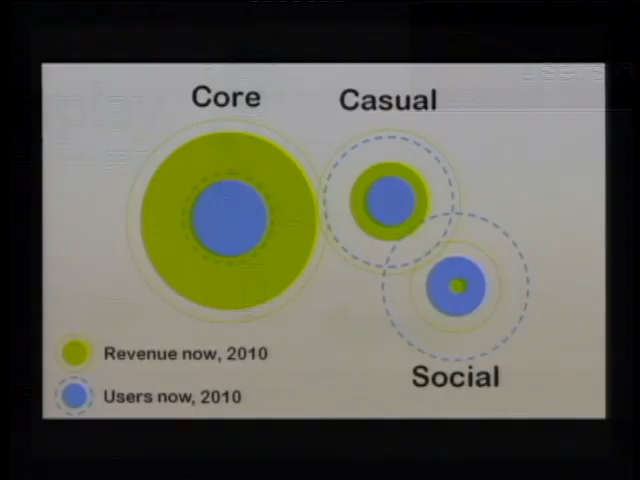 Core
Casual
Social
Revenue now, 2010
Users now, 2010